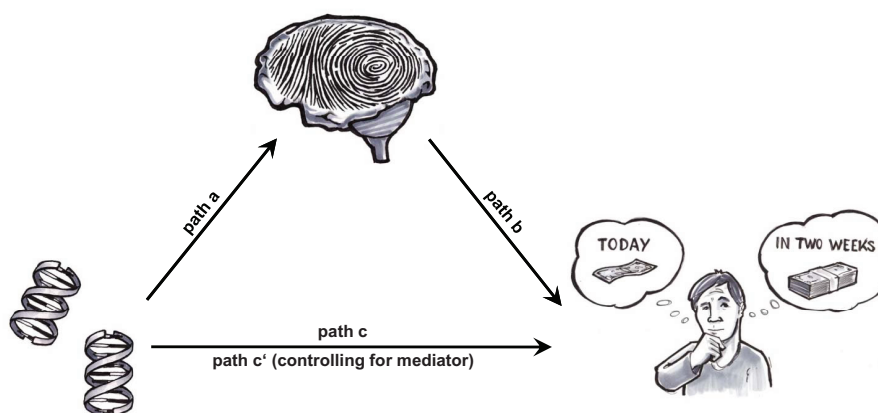 path a
path b
TODAY
IN TWO WEEKS
path c
path c‘ (controlling for mediator)